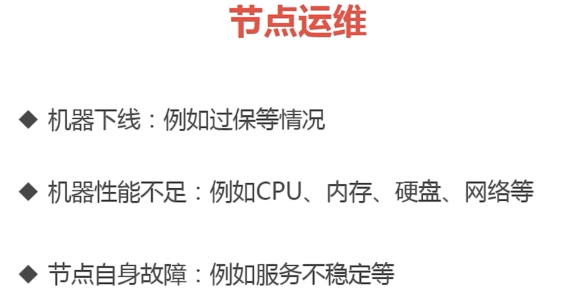 节点运维
◆ 机器下线：例如过保等情况
◆ 机器性能不足：例如CPU、内存、硬盘、网络等
◆ 节点自身故障：例如服务不稳定等